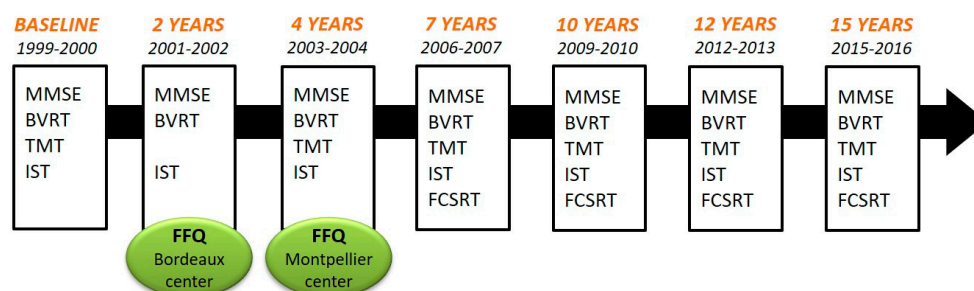 BASELINE
1999-2000
MMSE
BVRT
TMT
IST
2 YEARS
2001-2002
MMSE
BVRT
IST
FFQ
Bordeaux
center
4 YEARS
2003-2004
MMSE
BVRT
TMT
IST
FFQ
Montpellier
center
7 YEARS
2006-2007
MMSE
BVRT
TMT
IST
FCSRT
10 YEARS
2009-2010
MMSE
BVRT
TMT
IST
FCSRT
12 YEARS
2012-2013
MMSE
BVRT
TMT
IST
FCSRT
15 YEARS
2015-2016
MMSE
BVRT
TMT
IST
FCSRT